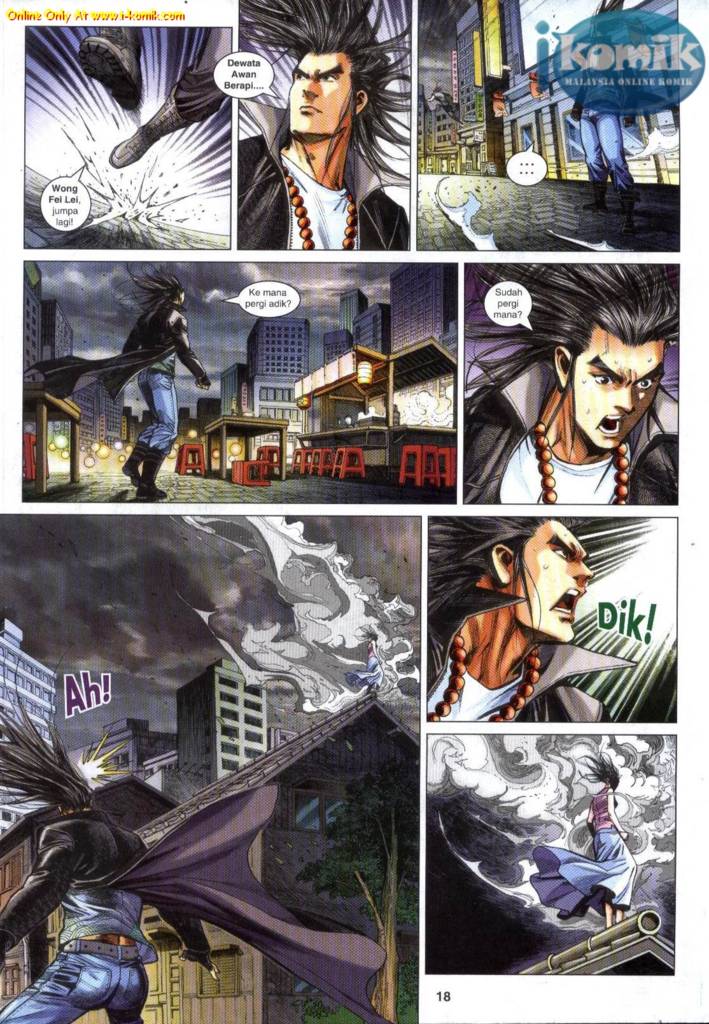 Online Only At www.i-komik.com
ikomik
MALAYSIA ONLINE KOMIK
Wong
Fei Lei,
jumpa
lagi!
Dewata
Awan
Berapi....
...
Ke mana
pergi adik?
Sudah
pergi
mana?
Ah!
Dik!
18